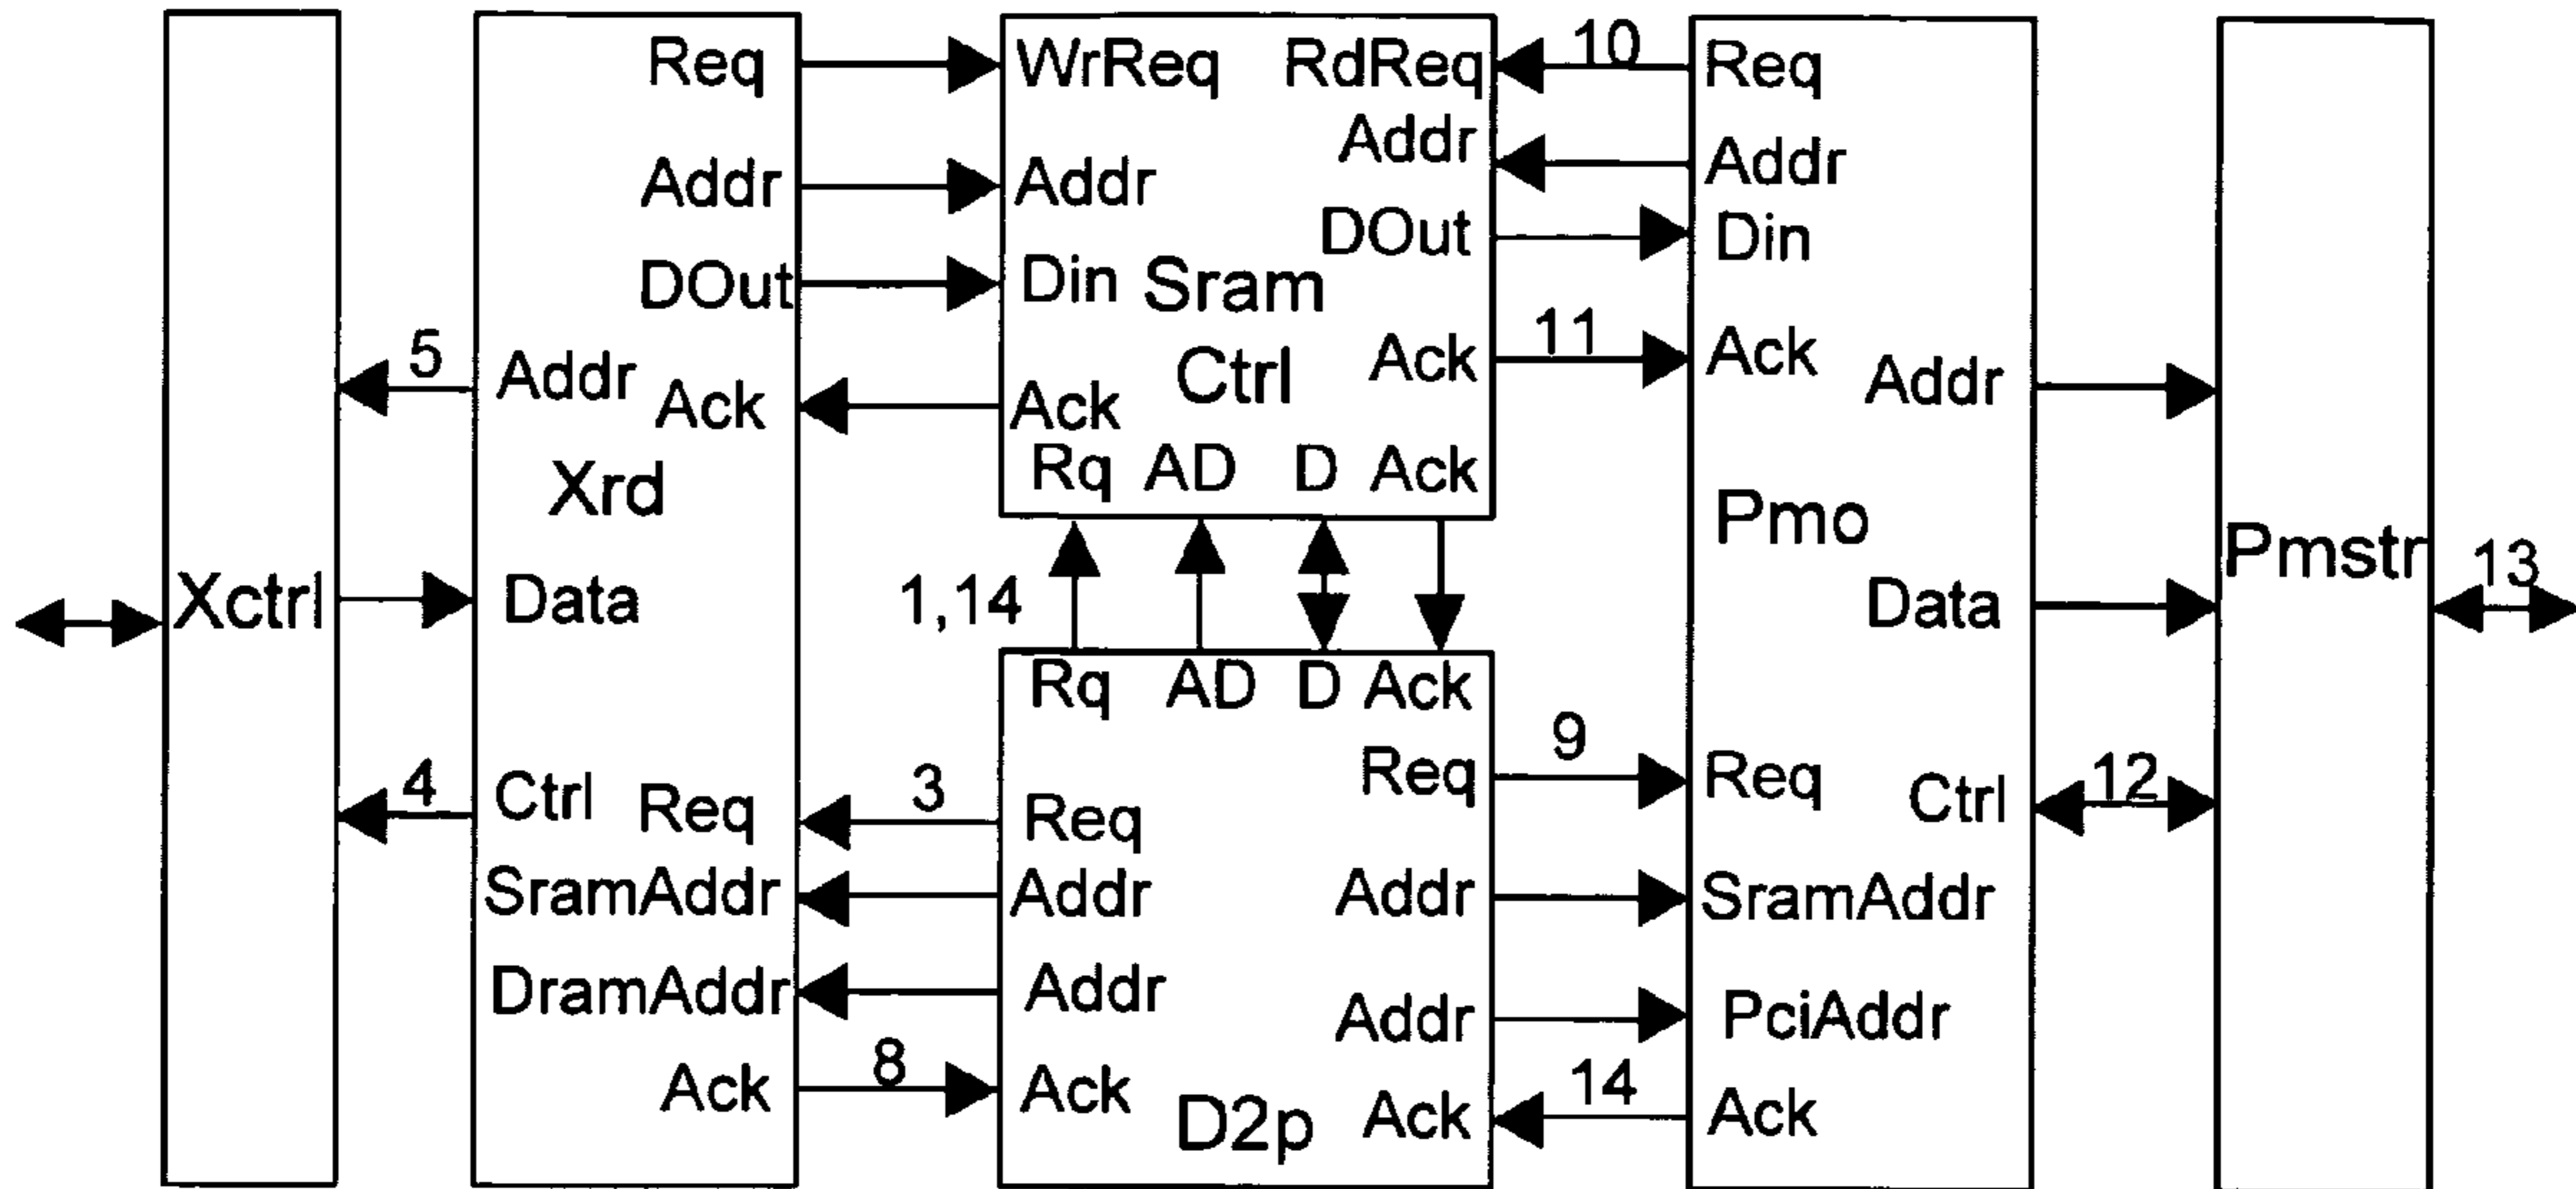 Req WrReq RdReq 10 Req
Addr Addr
Addr Addr
DOut Din
DOut Din
Sram
5 Addr Ack 11 Ack
Ctrl Addr
Ack Ack
Rq AD D Ack
Xrd
Pmo
Pmstr
13
Xctrl Data 1,14 Data
Rq AD D Ack
9
Req Req
4 Ctrl Req 3 Req Ctrl 12
SramAddr Addr Addr SramAddr
DramAddr Addr
Addr PciAddr
Ack 8 Ack 14
D2p Ack Ack